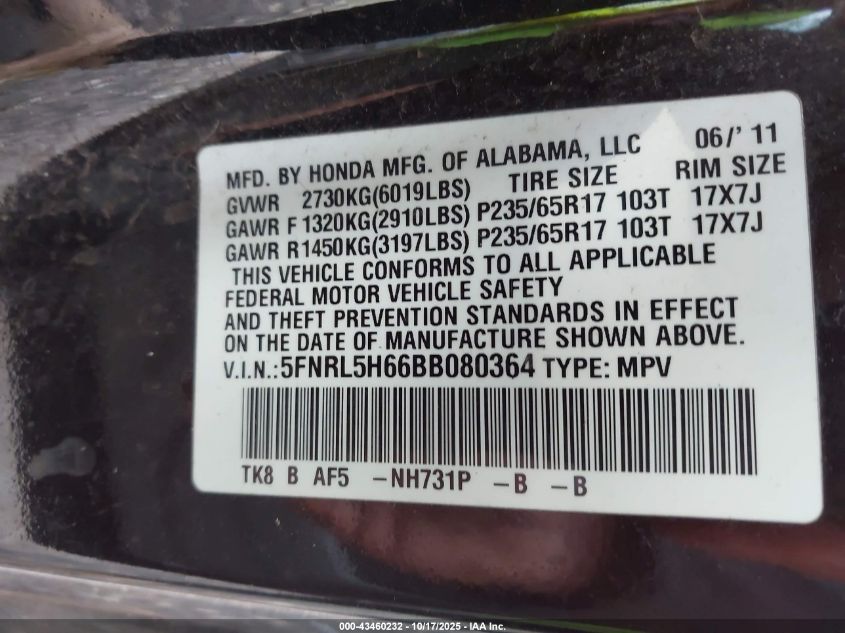 MFD. BY HONDA MFG. OF ALABAMA, LLC 06/' 11
GVWR 2730KG(6019LBS) TIRE SIZE RIM SIZE
GAWR F 1320KG(2910LBS) P235/65R17 103T 17X7J
GAWR R1450KG(3197LBS) P235/65R17 103T 17X7J
THIS VEHICLE CONFORMS TO ALL APPLICABLE
FEDERAL MOTOR VEHICLE SAFETY
AND THEFT PREVENTION STANDARDS IN EFFECT
ON THE DATE OF MANUFACTURE SHOWN ABOVE.
V.I.N.:5FNRL5H66BB080364 TYPE: MPV
TK8 B AF5 -NH731P -B -B
000-43460232 - 10/17/2025 - IAA Inc.